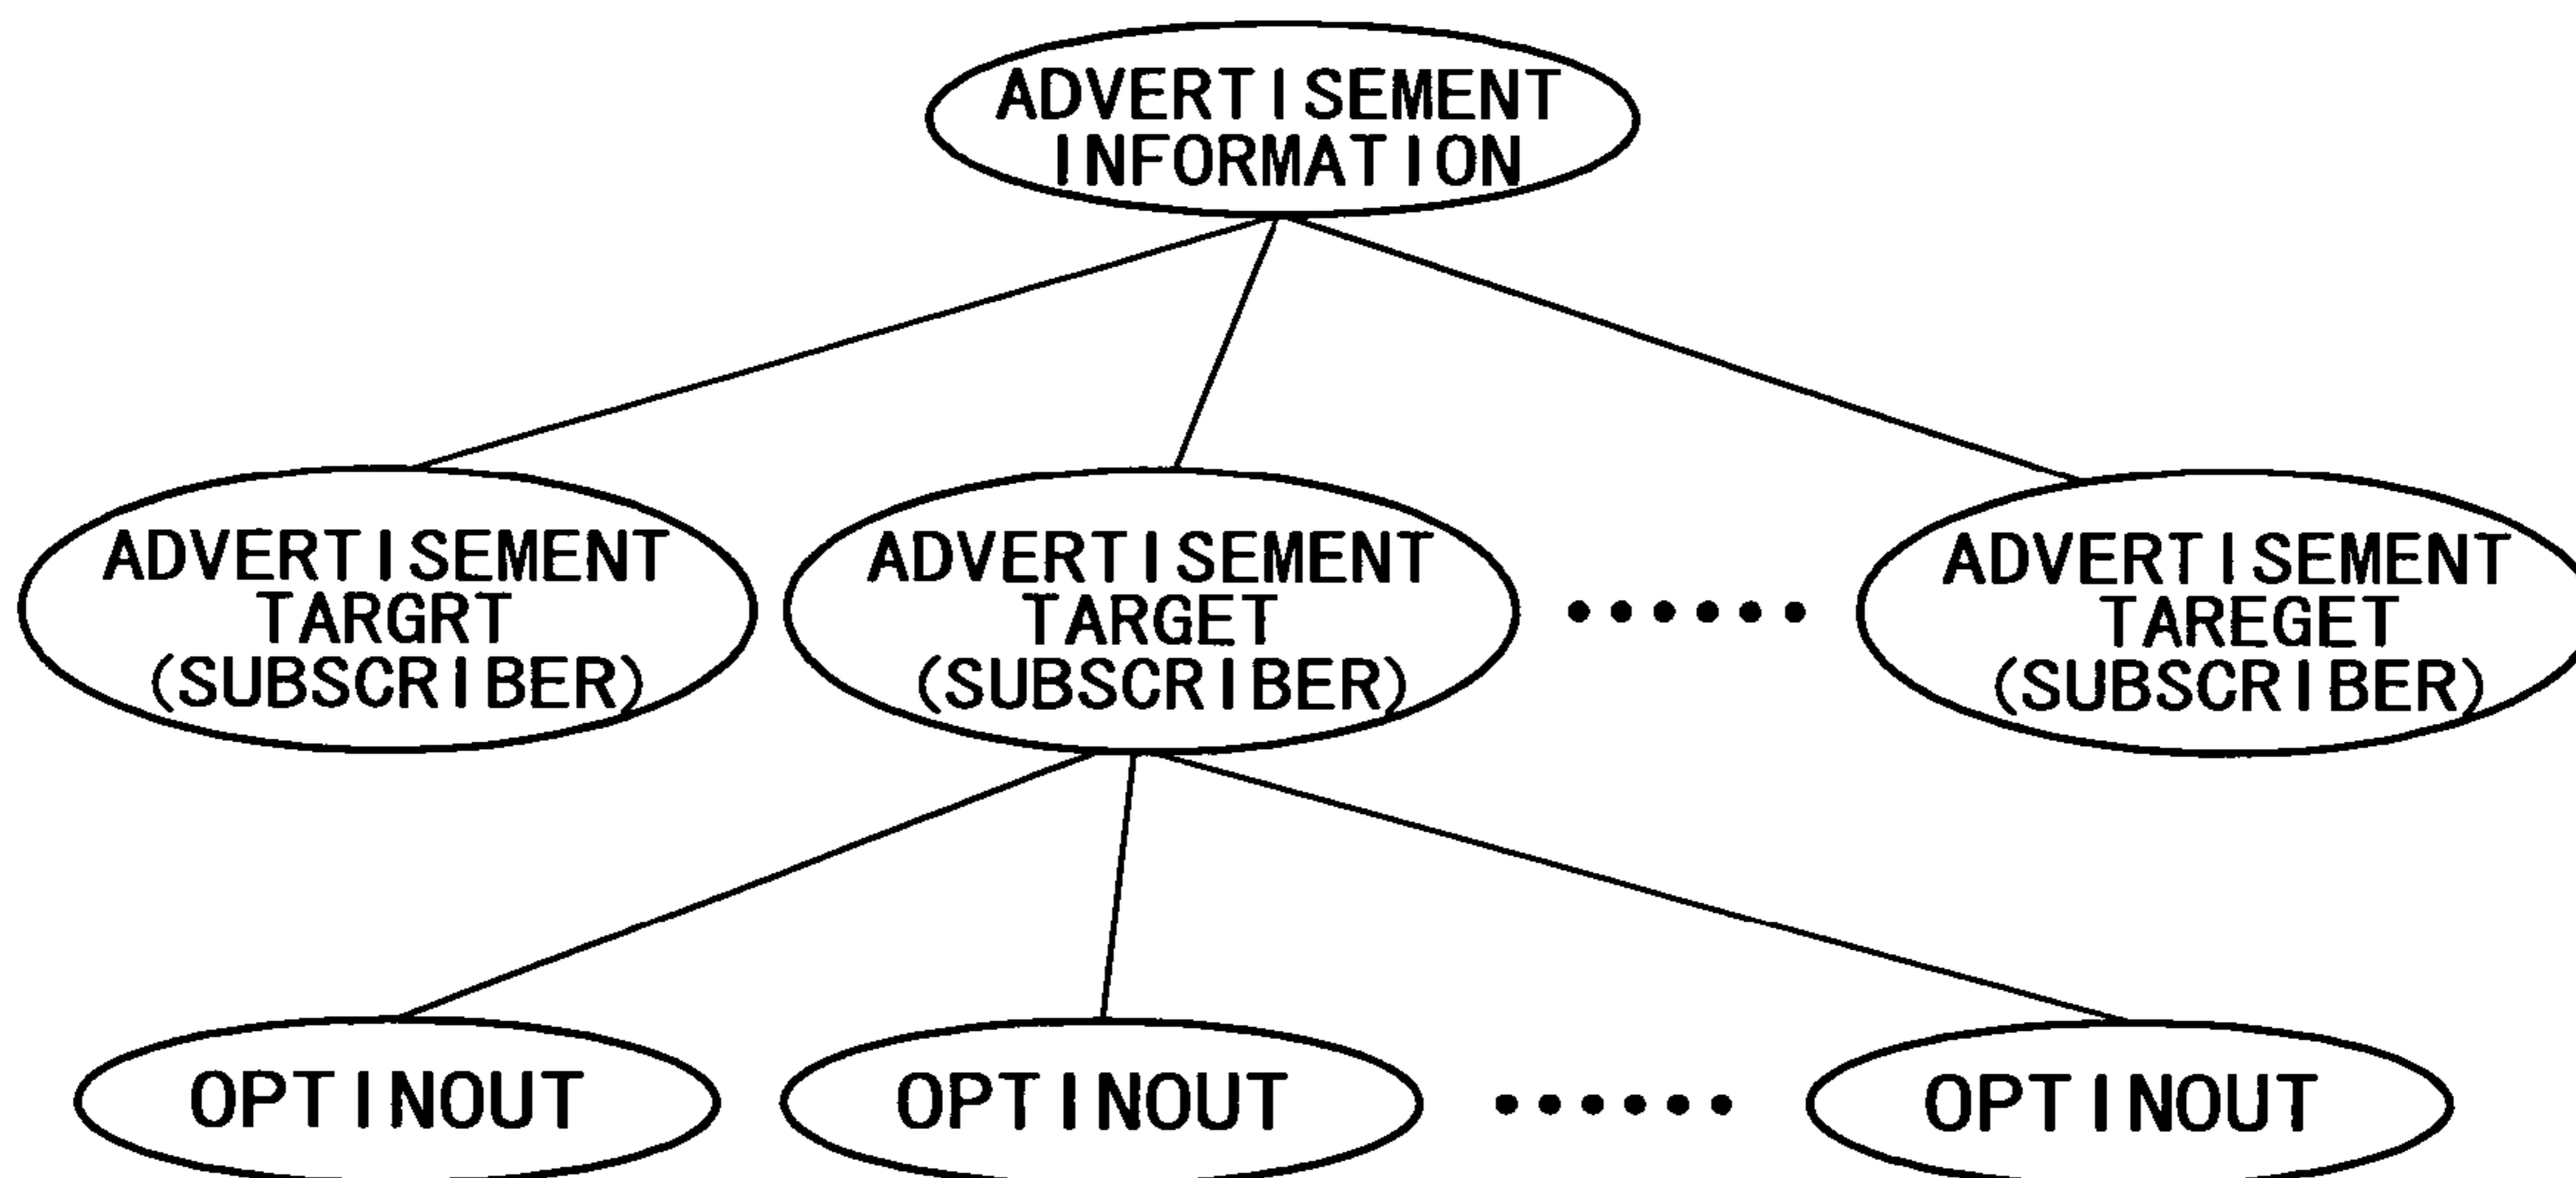 ADVERTISEMENT
INFORMATION
ADVERTISEMENT
TARGRT
(SUBSCRIBER)
ADVERTISEMENT
TARGET
(SUBSCRIBER)
ADVERTISEMENT
TAREGET
(SUBSCRIBER)
OPTINOUT
OPTINOUT
OPTINOUT